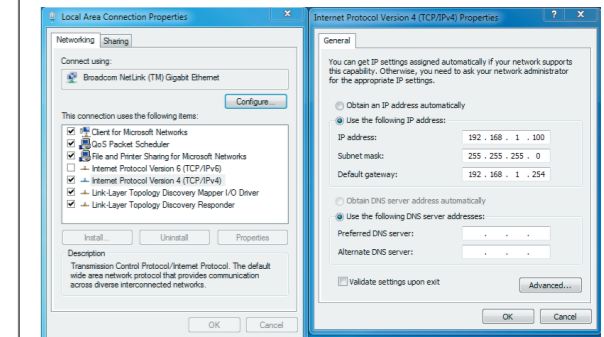 Local Area Connection Properties
Networking
Sharing
Connect using:
Broadcom NetLink (TM) Gigabit Ethernet
Configure...
This connection uses the following items:
Client for Microsoft Networks
QoS Packet Scheduler
File and Printer Sharing for Microsoft Networks
Internet Protocol Version 6 (TCP/IPv6)
Internet Protocol Version 4 (TCP/IPv4)
Link-Layer Topology Discovery Mapper I/O Driver
Link-Layer Topology Discovery Responder
Install...
Uninstall
Properties
Description
Transmission Control Protocol/Internet Protocol. The default
wide area network protocol that provides communication
across diverse interconnected networks.
OK
Cancel
Internet Protocol Version 4 (TCP/IPv4) Properties
General
You can get IP settings assigned automatically if your network supports
this capability. Otherwise, you need to ask your network administrator
for the appropriate IP settings.
Obtain an IP address automatically
Use the following IP address:
IP address: 192 . 168 . 1 . 100
Subnet mask: 255 . 255 . 255 . 0
Default gateway: 192 . 168 . 1 . 254
Obtain DNS server address automatically
Use the following DNS server addresses:
Preferred DNS server: . . .
Alternate DNS server: . . .
Validate settings upon exit
Advanced...
OK
Cancel